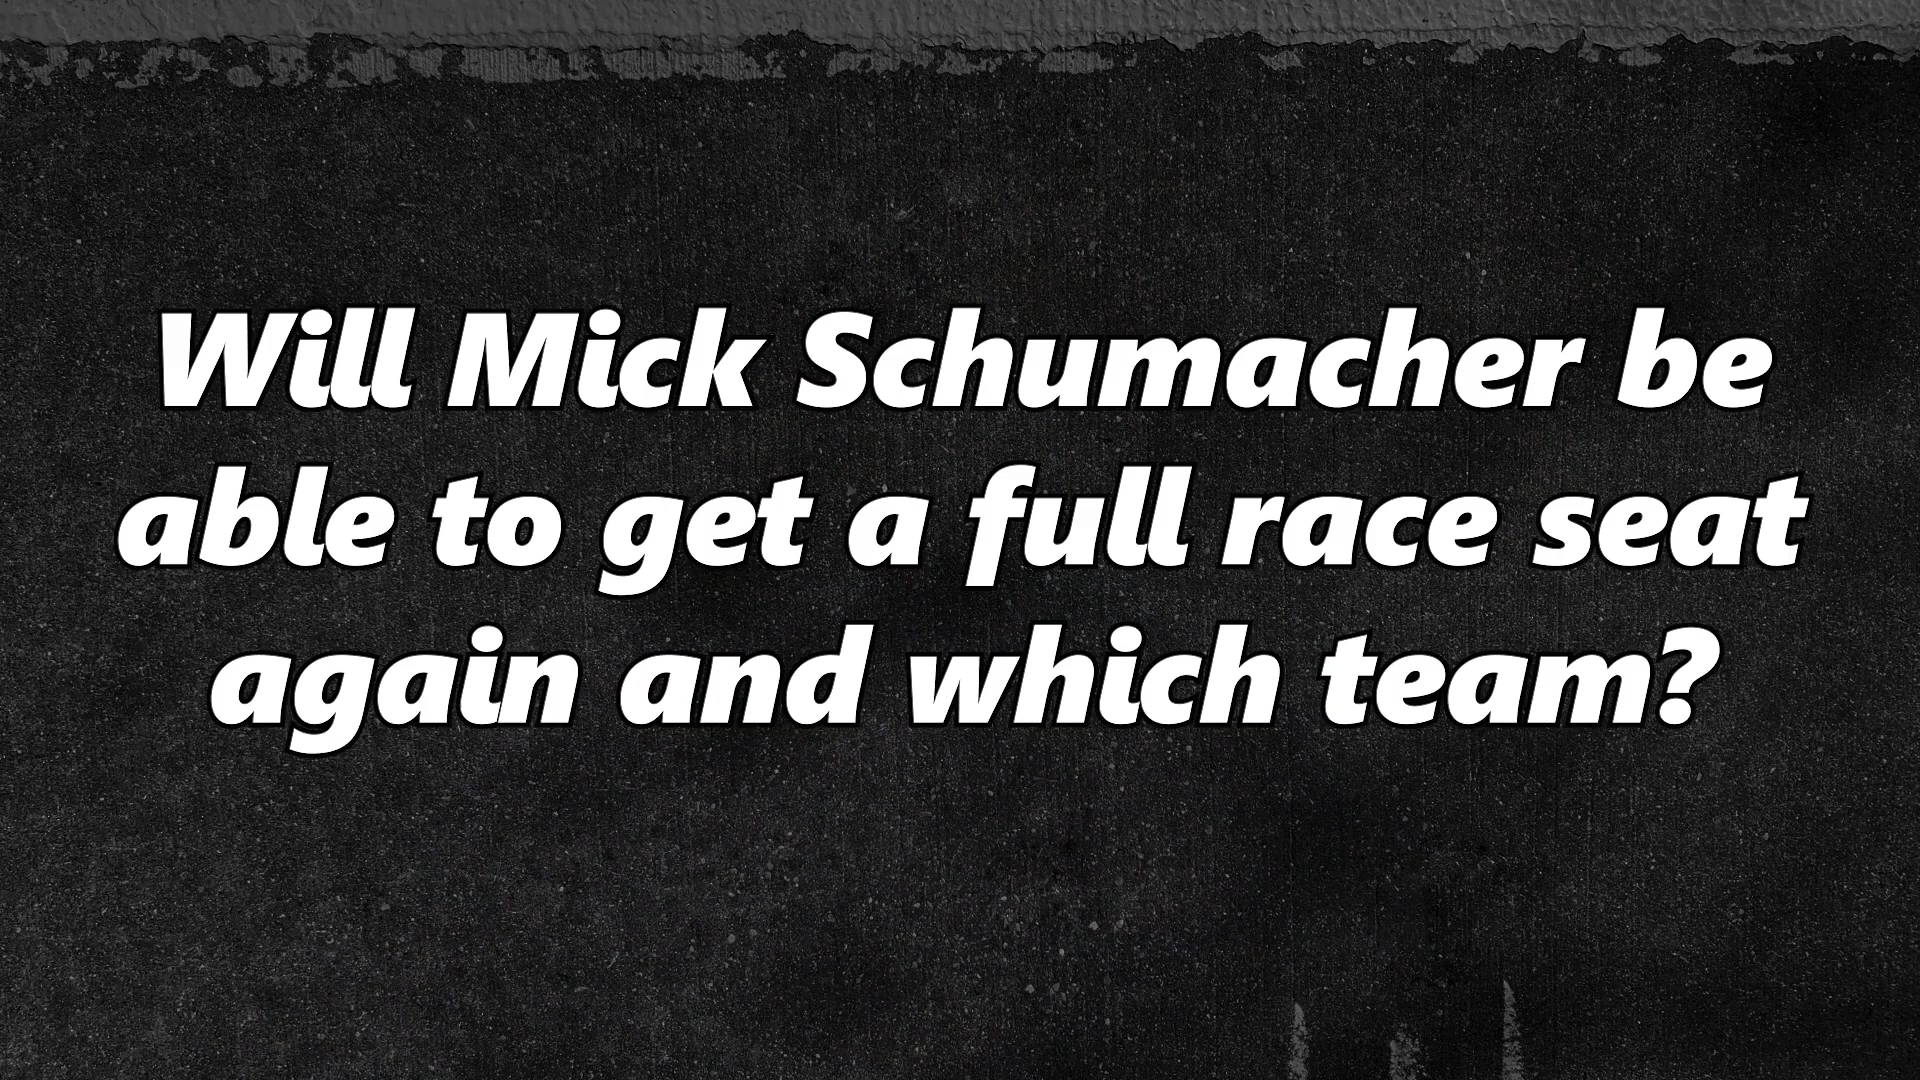 Will Mick Schumacher be
able to get a full race seat
again and which team?